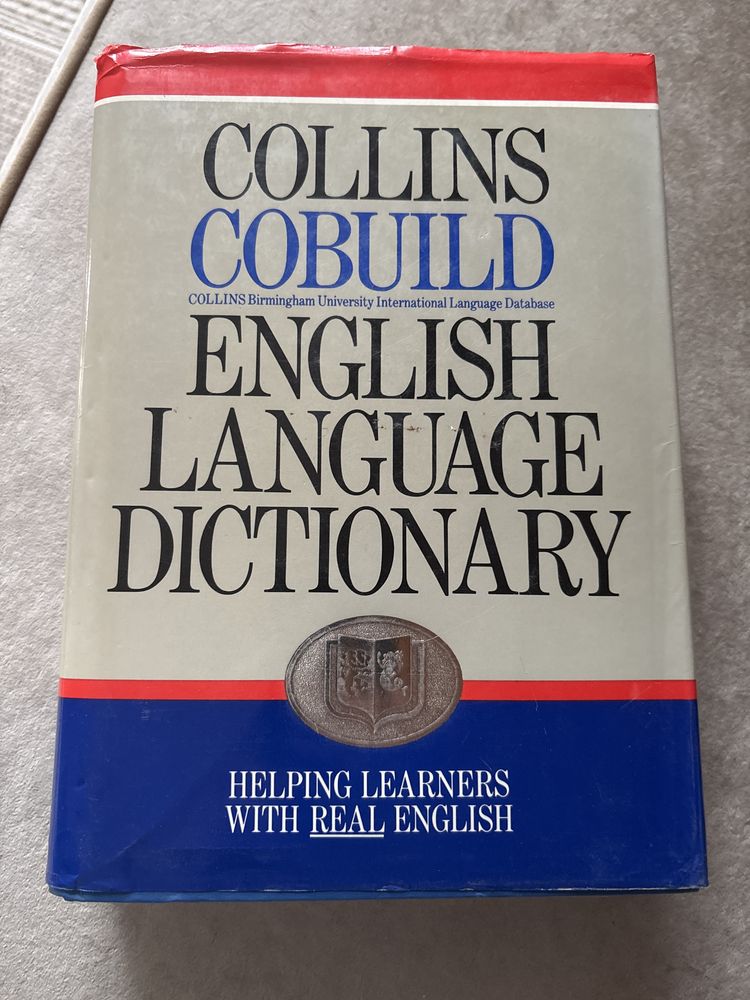 COLLINS
COBUILD
COLLINS Birmingham University International Language Database
ENGLISH
LANGUAGE
DICTIONARY
HELPING LEARNERS
WITH REAL ENGLISH